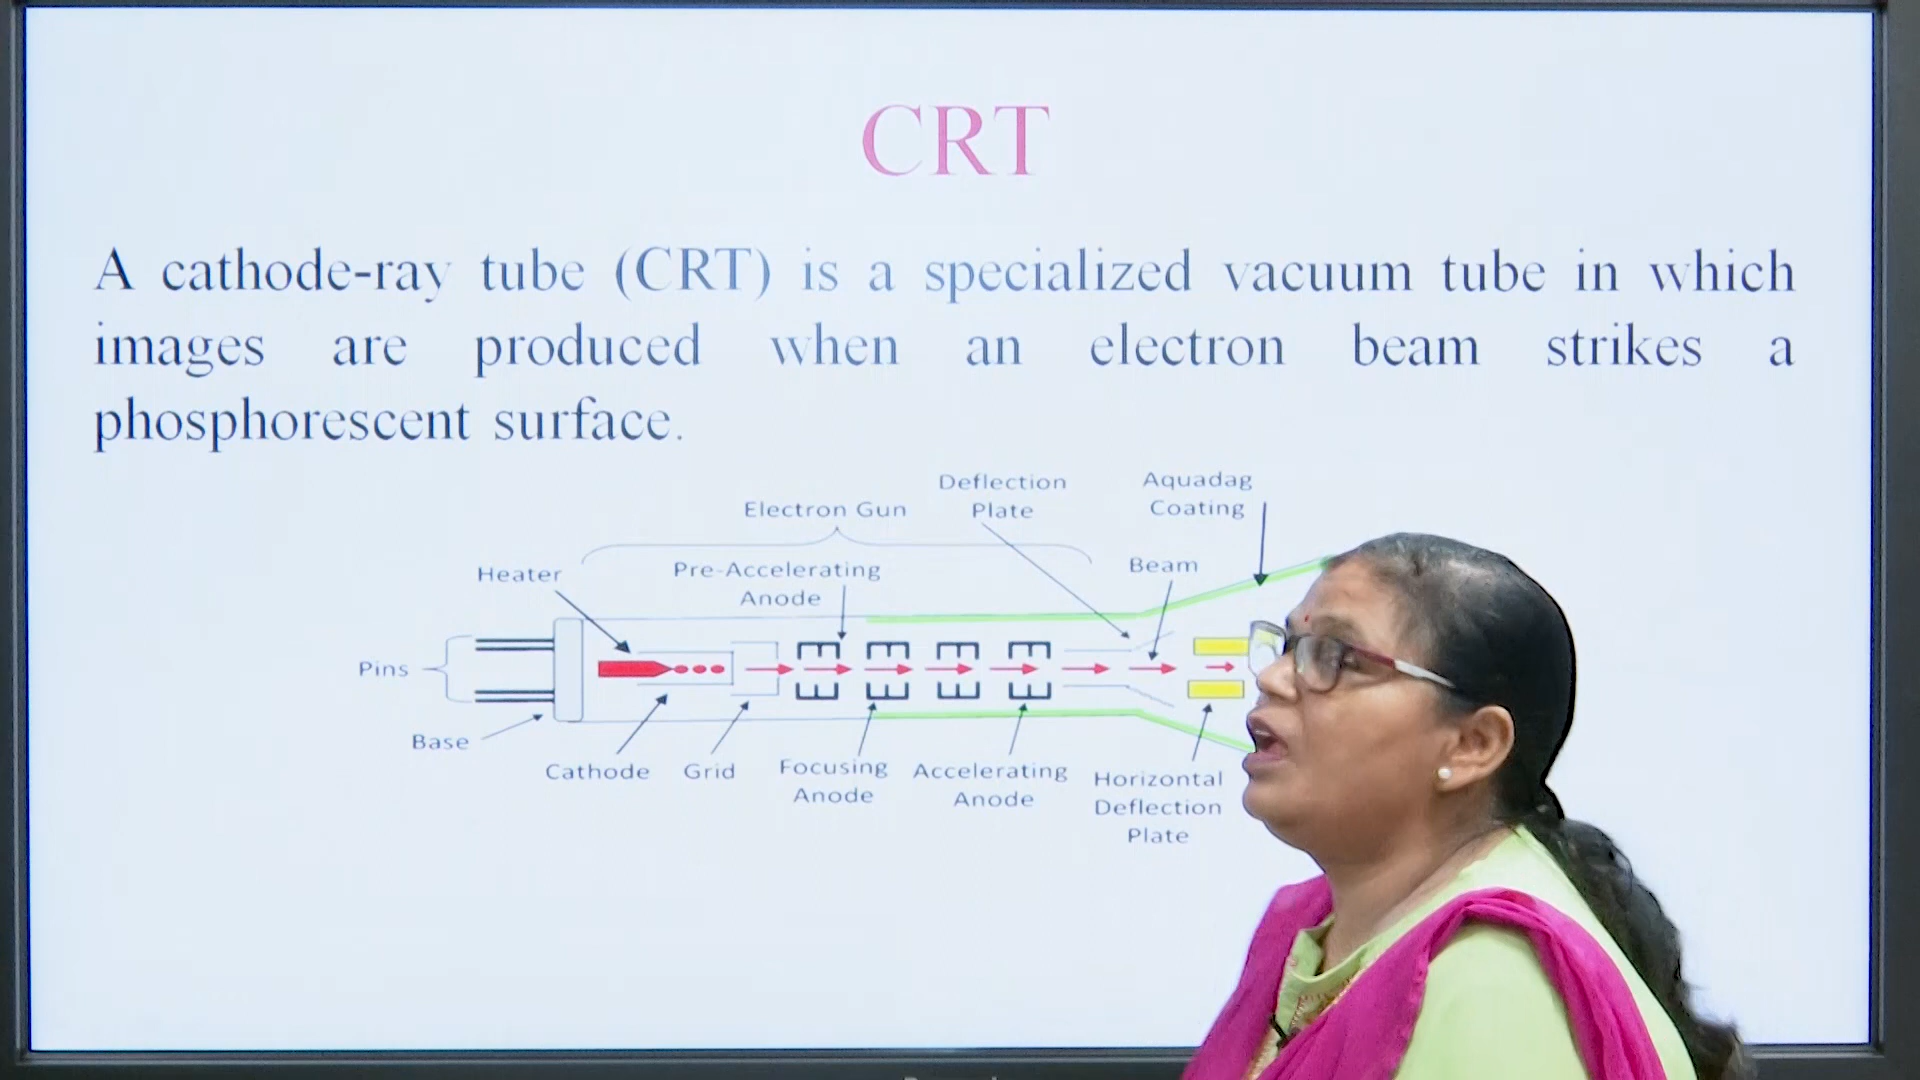 CRT
A cathode-ray tube (CRT) is a specialized vacuum tube in which
images are produced when an electron beam strikes a
phosphorescent surface.
Deflection
Plate
Aquadag
Coating
Electron Gun
Heater
Pre-Accelerating
Anode
Beam
Pins
Base
Cathode
Grid
Focusing
Anode
Accelerating
Anode
Horizontal
Deflection
Plate